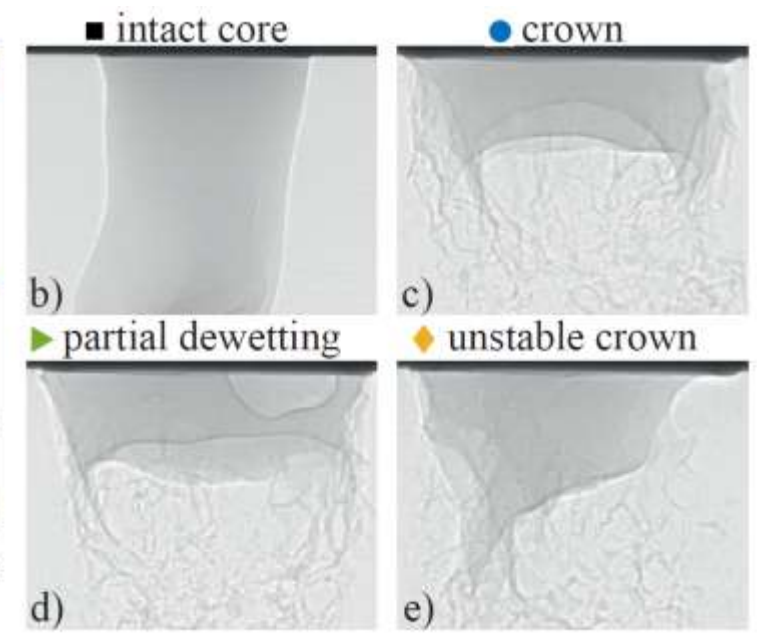 ■ intact core
● crown
b)
c)
▶ partial dewetting
◆ unstable crown
d)
e)